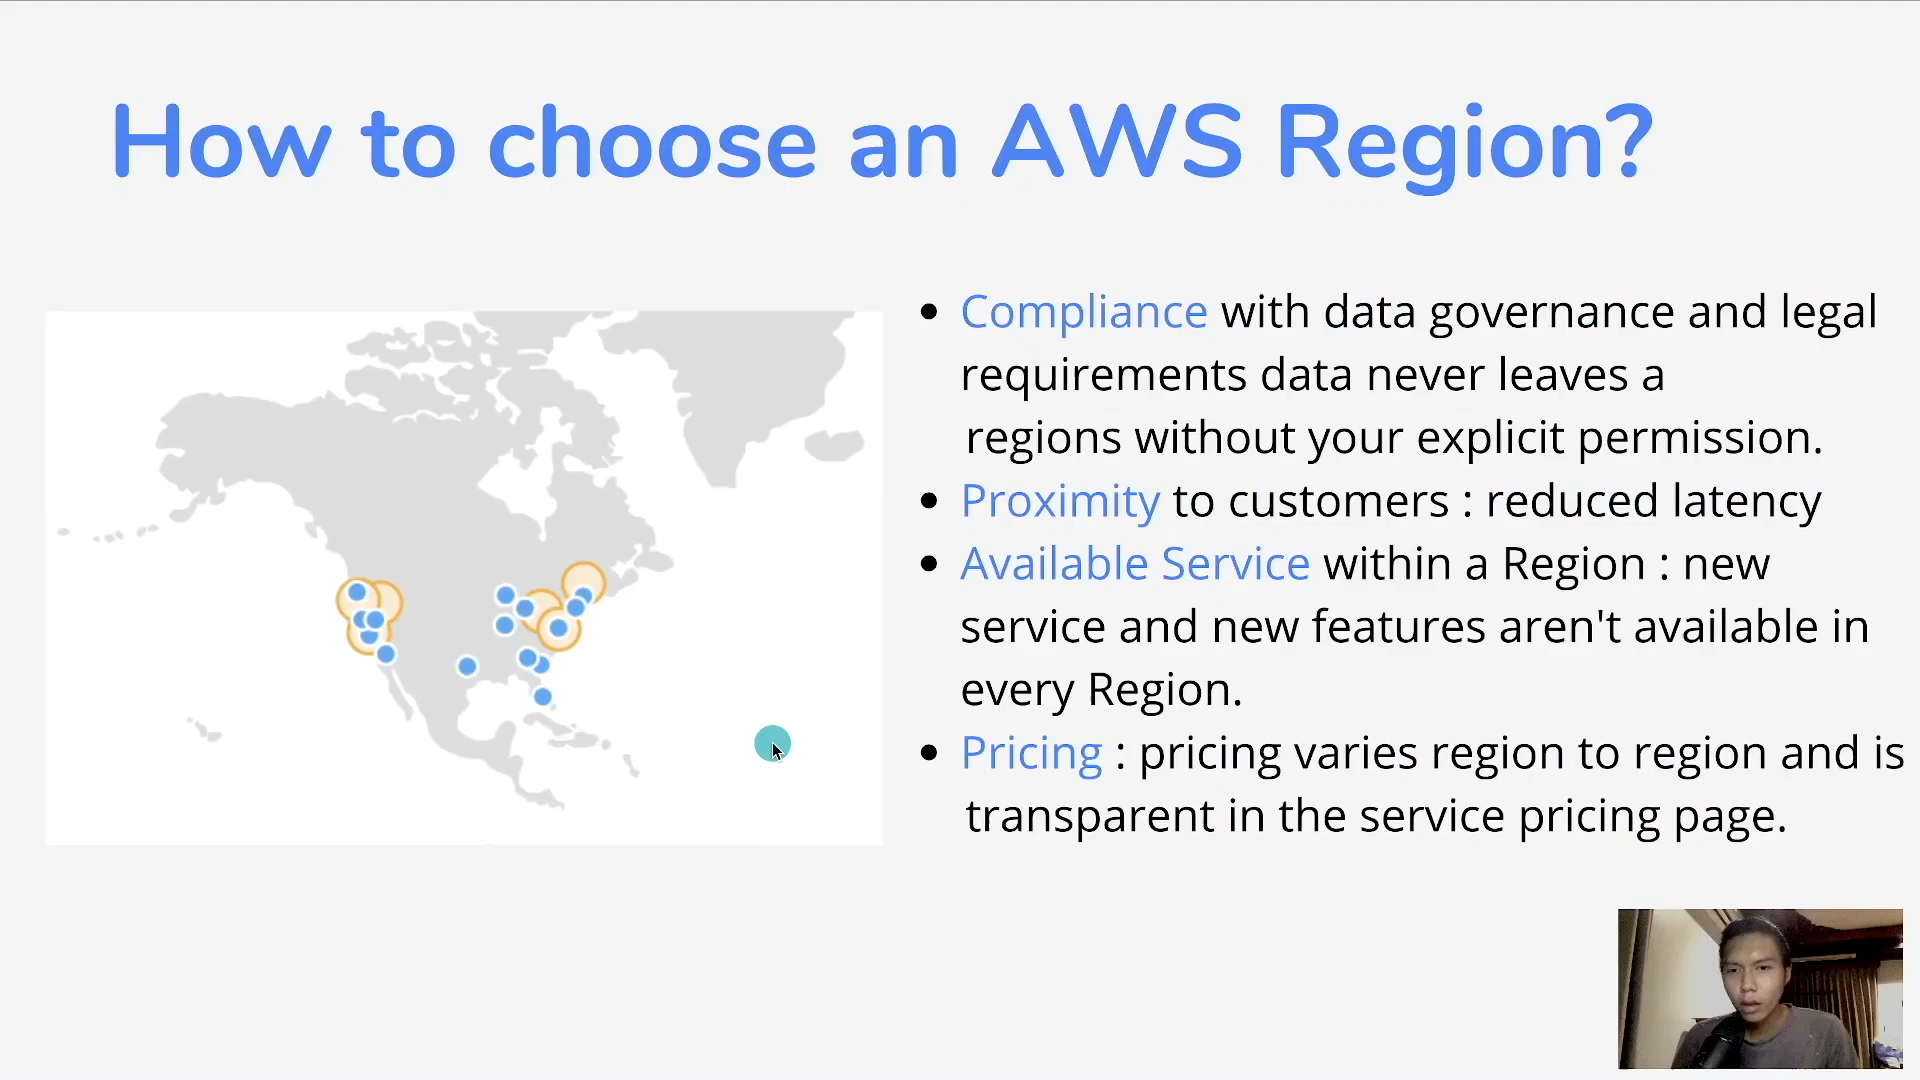 How to choose an AWS Region?
Compliance with data governance and legal
requirements data never leaves a
regions without your explicit permission.
Proximity to customers : reduced latency
Available Service within a Region : new
service and new features aren't available in
every Region.
Pricing : pricing varies region to region and is
transparent in the service pricing page.